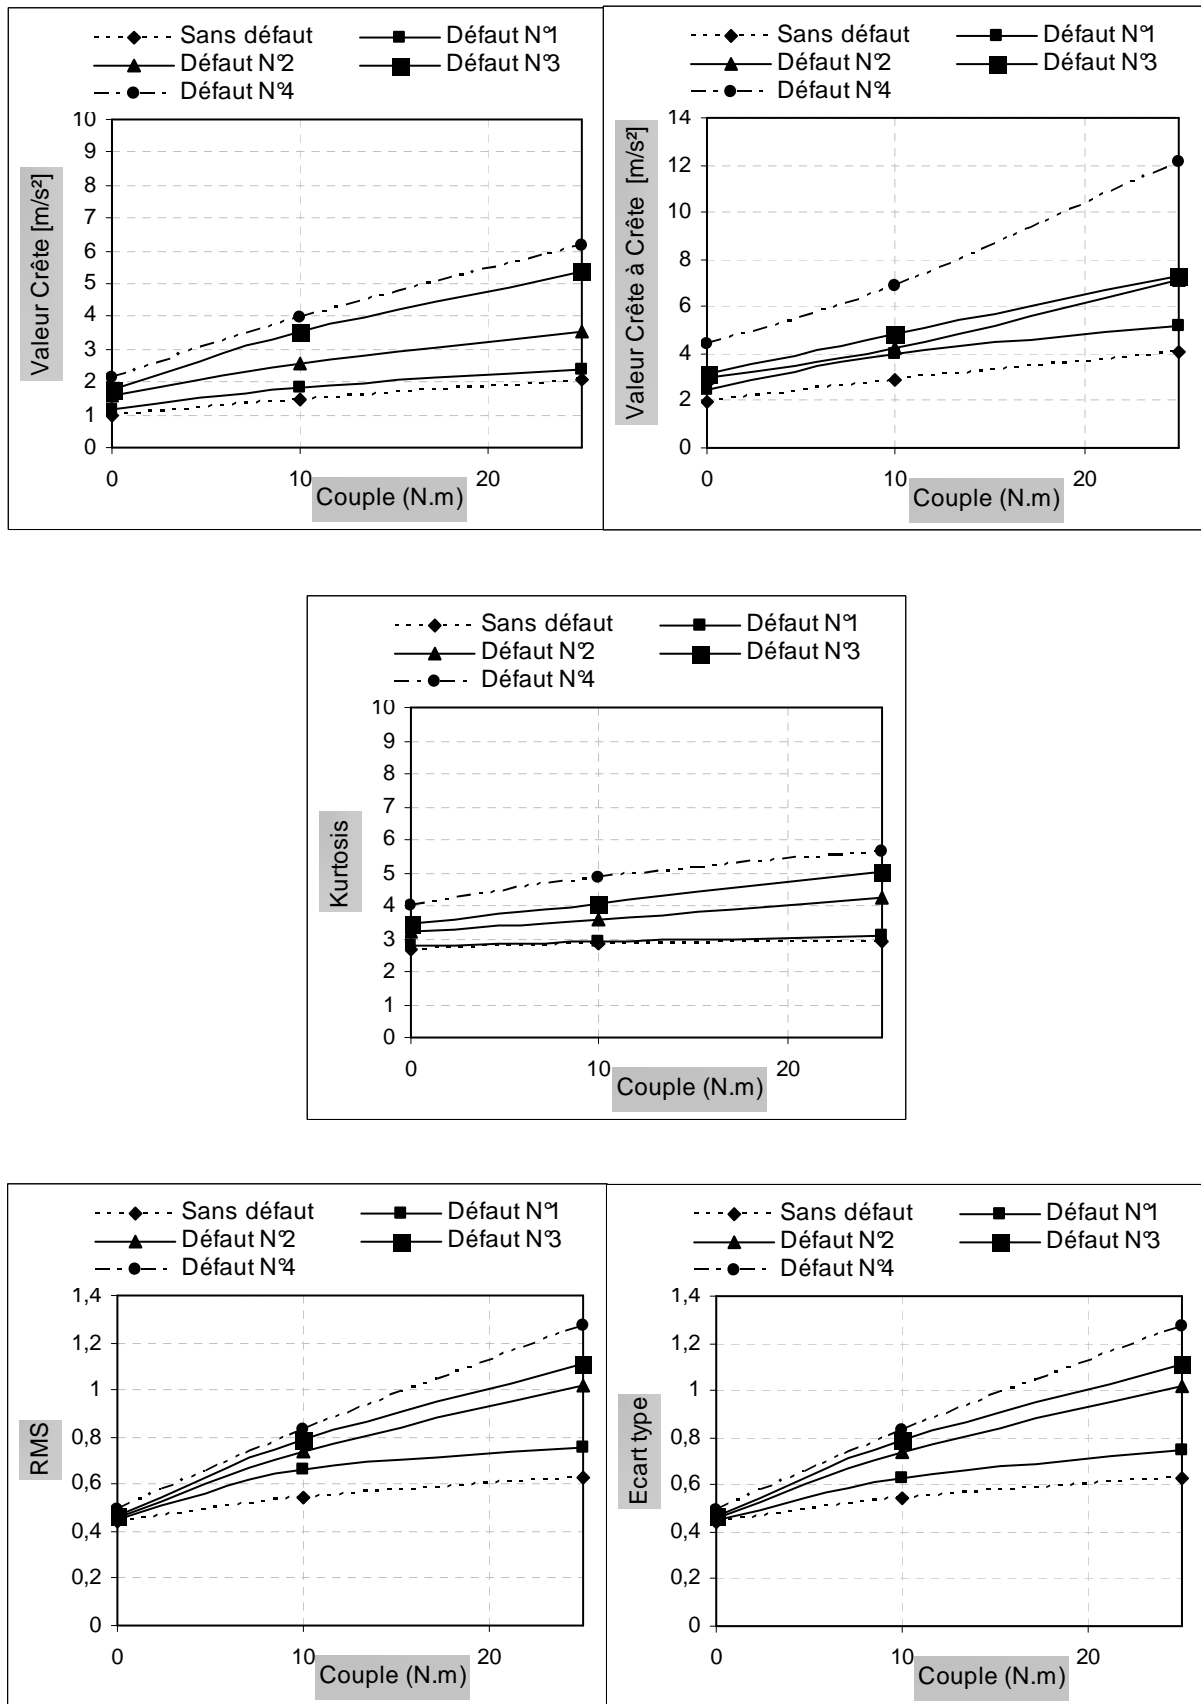 Sans défaut
Défaut N°1
Défaut N°2
Défaut N°3
Défaut N°4
10
9
8
7
6
5
4
3
2
1
0
Valeur Crête [m/s²]
0 10 20
Couple (N.m)
Sans défaut
Défaut N°1
Défaut N°2
Défaut N°3
Défaut N°4
14
12
10
8
6
4
2
0
Valeur Crête à Crête [m/s²]
0 10 20
Couple (N.m)
Sans défaut
Défaut N°1
Défaut N°2
Défaut N°3
Défaut N°4
10
9
8
7
6
5
4
3
2
1
0
Kurtosis
0 10 20
Couple (N.m)
Sans défaut
Défaut N°1
Défaut N°2
Défaut N°3
Défaut N°4
1,4
1,2
1
0,8
0,6
0,4
0,2
0
RMS
0 10 20
Couple (N.m)
Sans défaut
Défaut N°1
Défaut N°2
Défaut N°3
Défaut N°4
1,4
1,2
1
0,8
0,6
0,4
0,2
0
Ecart type
0 10 20
Couple (N.m)